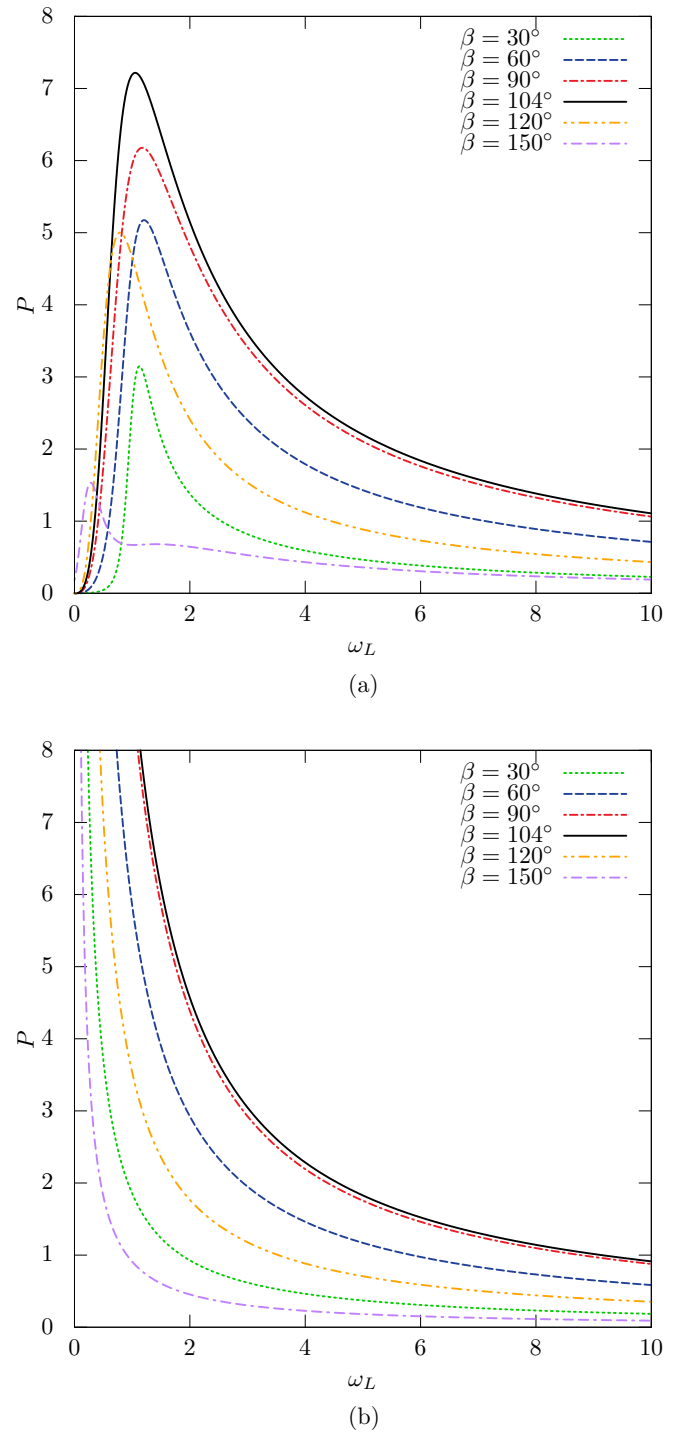 8
7
6
5
4
3
2
1
0
P
β = 30°
β = 60°
β = 90°
β = 104°
β = 120°
β = 150°
0 2 4 6 8 10
ω_L
(a)
8
7
6
5
4
3
2
1
0
P
β = 30°
β = 60°
β = 90°
β = 104°
β = 120°
β = 150°
0 2 4 6 8 10
ω_L
(b)